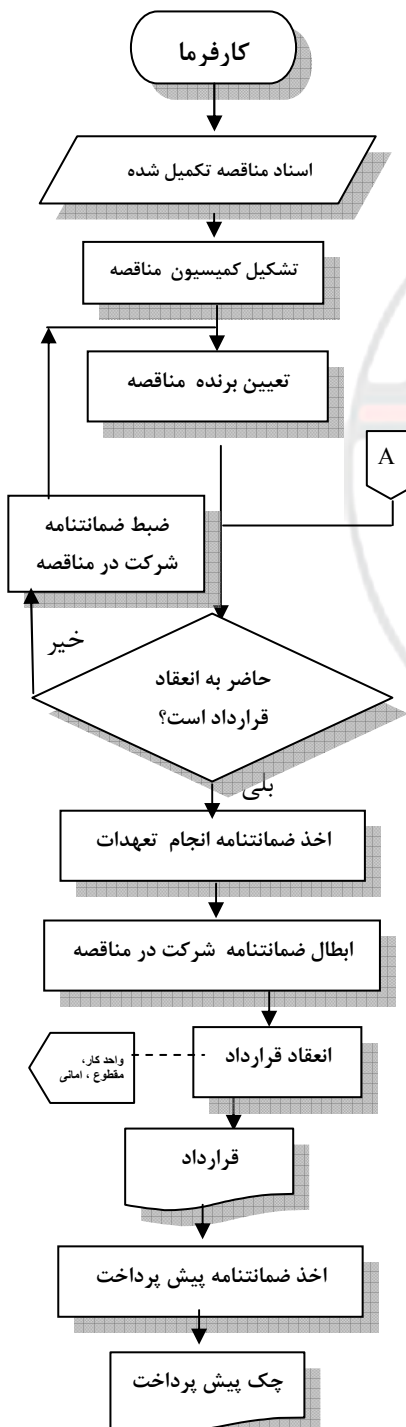 کارفرما
اسناد مناقصه تکمیل شده
تشکیل کمیسیون مناقصه
تعیین برنده مناقصه
A
ضبط ضمانتنامه
شرکت در مناقصه
خیر
حاضر به انعقاد
قرارداد است؟
بلی
اخذ ضمانتنامه انجام تعهدات
ابطال ضمانتنامه شرکت در مناقصه
انعقاد قرارداد
واحد کار،
مقطوع ، امانی
قرارداد
اخذ ضمانتنامه پیش پرداخت
چک پیش پرداخت